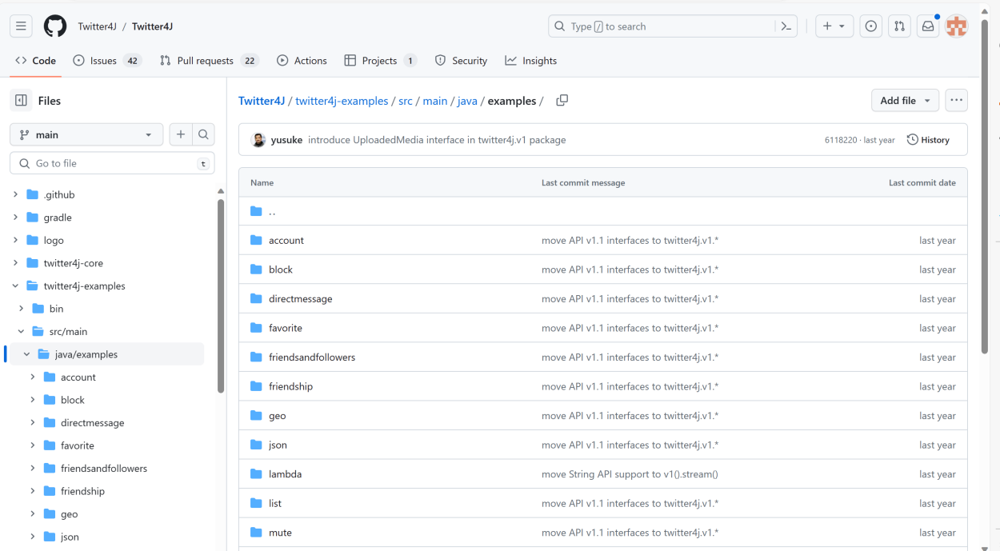 Twitter4J / Twitter4J
Type / to search
Code
Issues 42
Pull requests 22
Actions
Projects 1
Security
Insights
Files
main
Go to file t
.github
gradle
logo
twitter4j-core
twitter4j-examples
bin
src/main
java/examples
account
block
directmessage
favorite
friendsandfollowers
friendship
geo
json
Twitter4J / twitter4j-examples / src / main / java / examples /
Add file
yusuke introduce UploadedMedia interface in twitter4j.v1 package
6118220 · last year
History
Name Last commit message Last commit date
..
account move API v1.1 interfaces to twitter4j.v1.* last year
block move API v1.1 interfaces to twitter4j.v1.* last year
directmessage move API v1.1 interfaces to twitter4j.v1.* last year
favorite move API v1.1 interfaces to twitter4j.v1.* last year
friendsandfollowers move API v1.1 interfaces to twitter4j.v1.* last year
friendship move API v1.1 interfaces to twitter4j.v1.* last year
geo move API v1.1 interfaces to twitter4j.v1.* last year
json move API v1.1 interfaces to twitter4j.v1.* last year
lambda move String API support to v1().stream() last year
list move API v1.1 interfaces to twitter4j.v1.* last year
mute move API v1.1 interfaces to twitter4j.v1.* last year